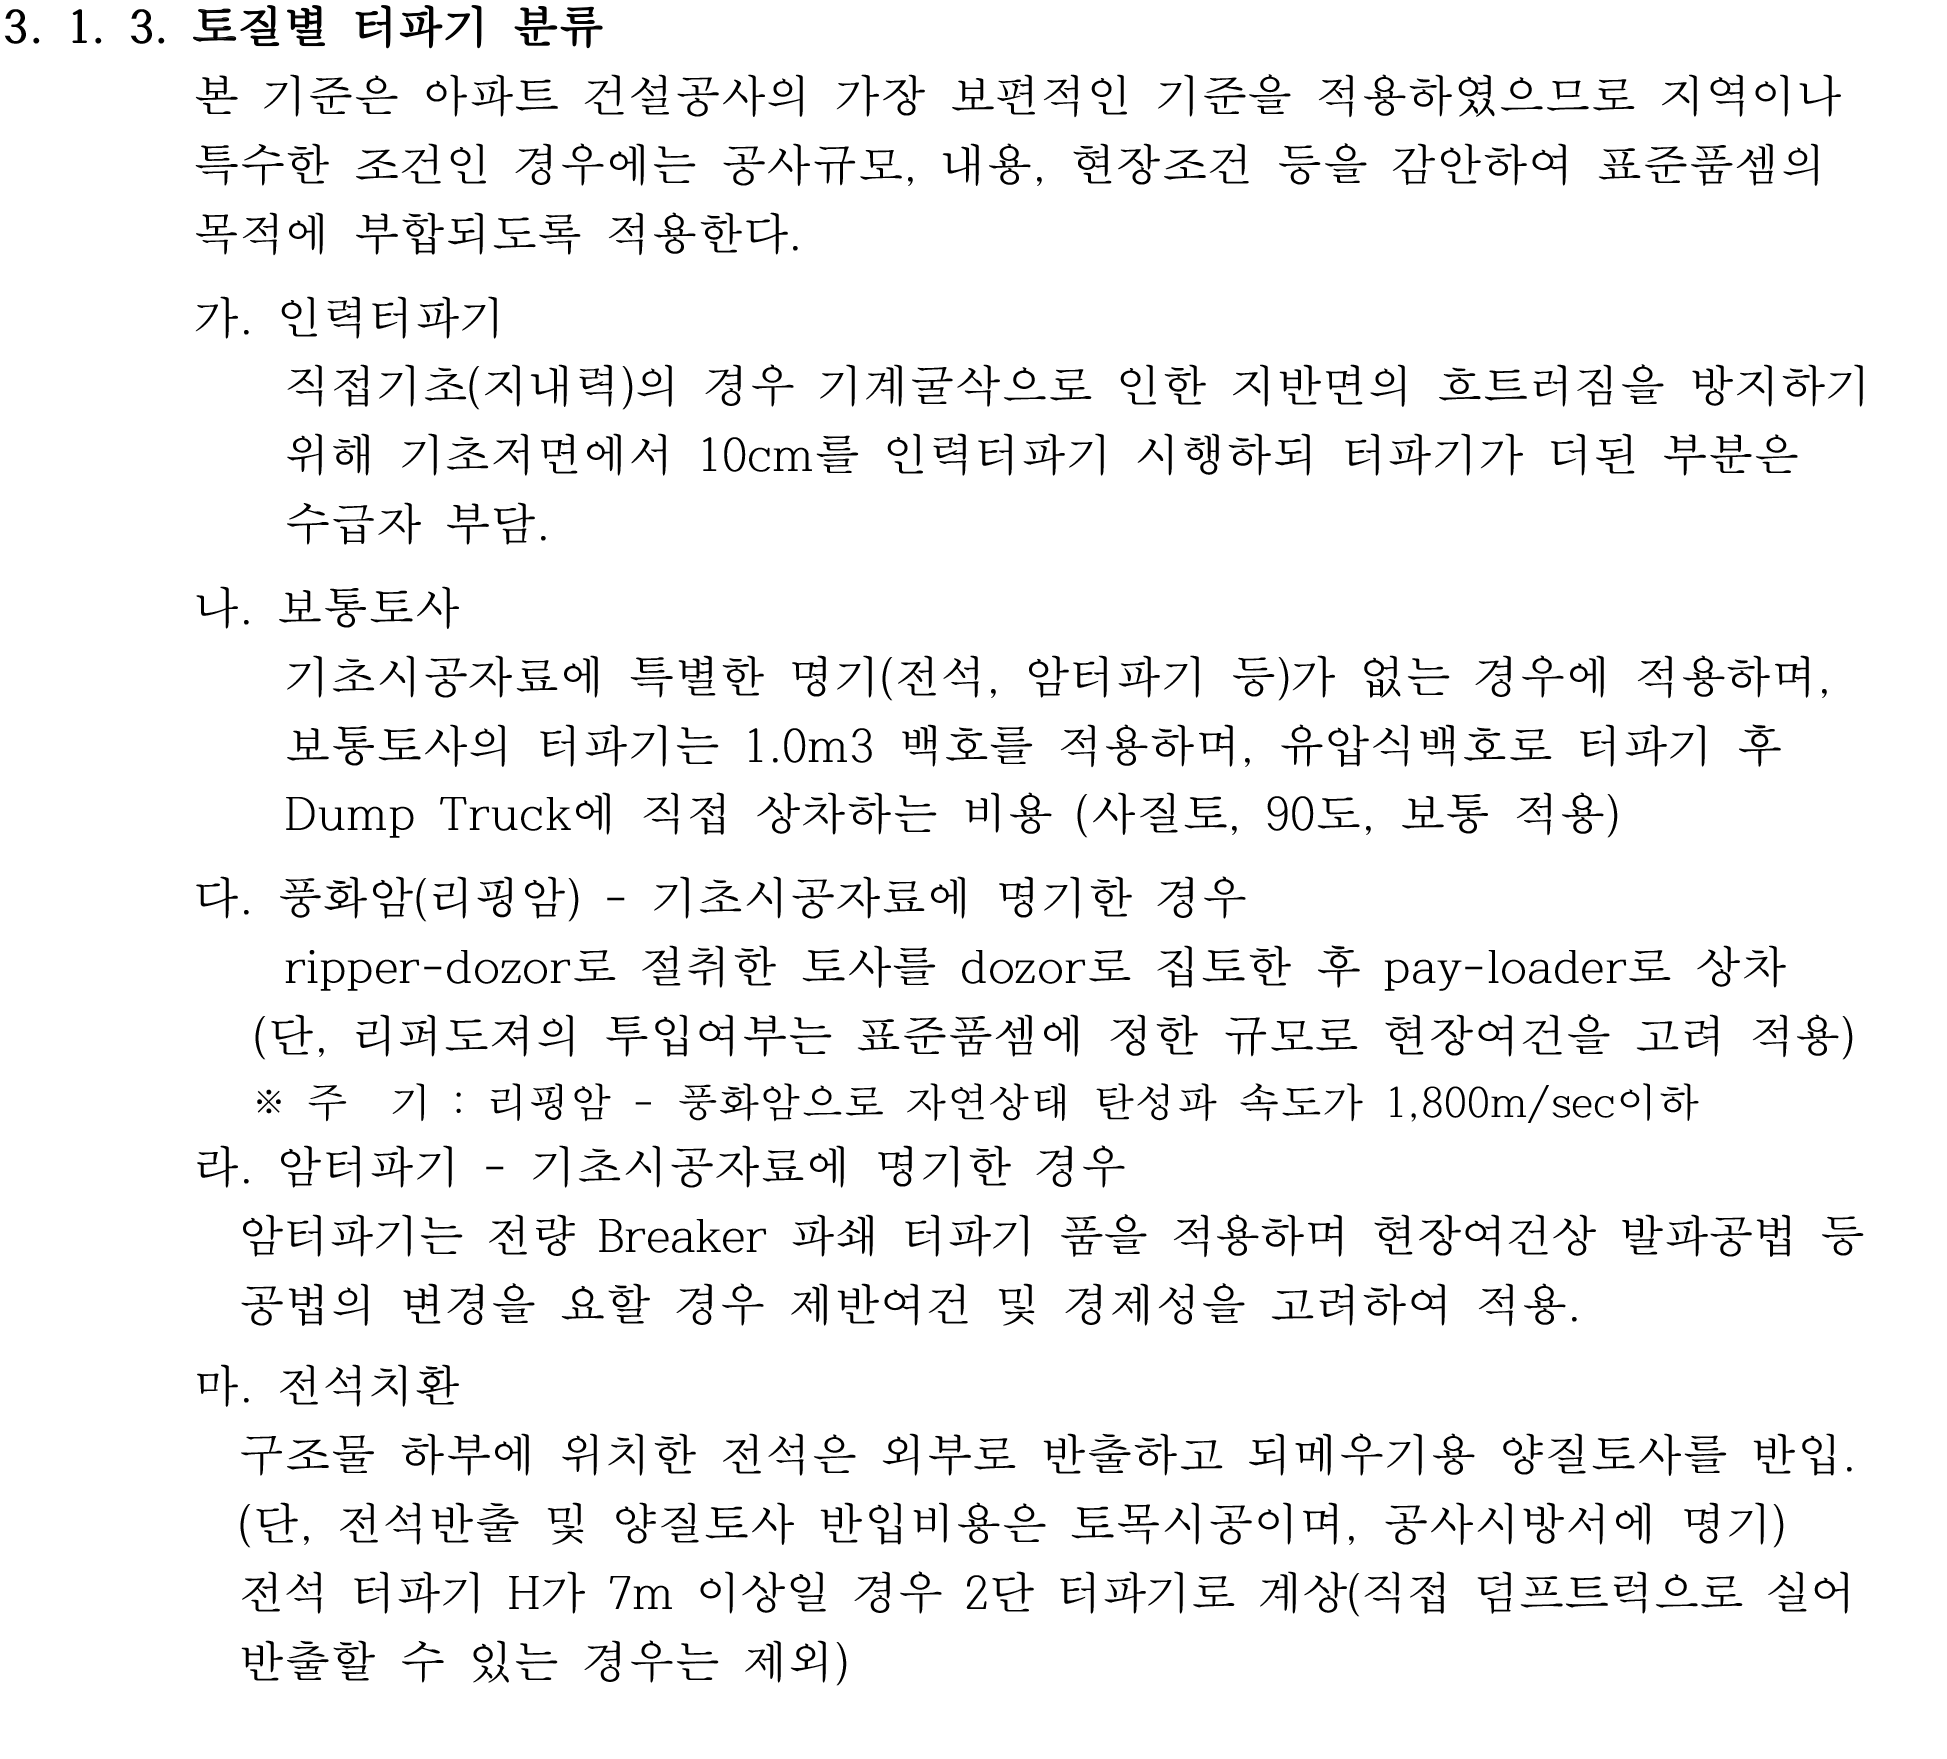 3. 1. 3. 토질별 터파기 분류
본 기준은 아파트 건설공사의 가장 보편적인 기준을 적용하였으므로 지역이나
특수한 조건인 경우에는 공사규모, 내용, 현장조건 등을 감안하여 표준품셈의
목적에 부합되도록 적용한다.
가. 인력터파기
직접기초(지내력)의 경우 기계굴삭으로 인한 지반면의 흐트러짐을 방지하기
위해 기초저면에서 10cm를 인력터파기 시행하되 터파기가 더된 부분은
수급자 부담.
나. 보통토사
기초시공자료에 특별한 명기(전석, 암터파기 등)가 없는 경우에 적용하며,
보통토사의 터파기는 1.0m3 백호를 적용하며, 유압식백호로 터파기 후
Dump Truck에 직접 상차하는 비용 (사질토, 90도, 보통 적용)
다. 풍화암(리핑암) - 기초시공자료에 명기한 경우
ripper-dozor로 절취한 토사를 dozor로 집토한 후 pay-loader로 상차
(단, 리퍼도져의 투입여부는 표준품셈에 정한 규모로 현장여건을 고려 적용)
※ 주 기 : 리핑암 - 풍화암으로 자연상태 탄성파 속도가 1,800m/sec이하
라. 암터파기 - 기초시공자료에 명기한 경우
암터파기는 전량 Breaker 파쇄 터파기 품을 적용하며 현장여건상 발파공법 등
공법의 변경을 요할 경우 제반여건 및 경제성을 고려하여 적용.
마. 전석치환
구조물 하부에 위치한 전석은 외부로 반출하고 되메우기용 양질토사를 반입.
(단, 전석반출 및 양질토사 반입비용은 토목시공이며, 공사시방서에 명기)
전석 터파기 H가 7m 이상일 경우 2단 터파기로 계상(직접 덤프트럭으로 실어
반출할 수 있는 경우는 제외)